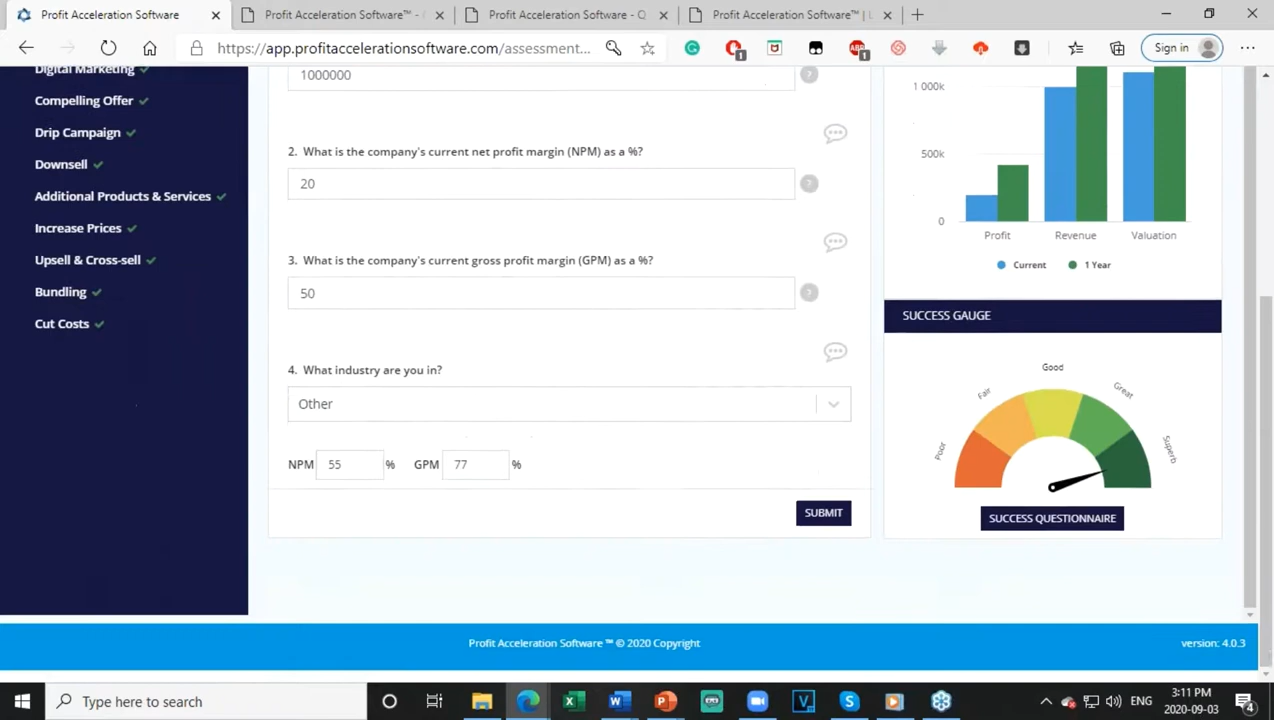 Profit Acceleration Software
Profit Acceleration Software™ -
Profit Acceleration Software - Q
Profit Acceleration Software™ | L
https://app.profitaccelerationsoftware.com/assessment...
1
ABP
1
Sign in
Digital Marketing
Compelling Offer
Drip Campaign
Downsell
Additional Products & Services
Increase Prices
Upsell & Cross-sell
Bundling
Cut Costs
1000000
?
2. What is the company's current net profit margin (NPM) as a %?
20
?
3. What is the company's current gross profit margin (GPM) as a %?
50
?
4. What industry are you in?
Other
NPM 55 % GPM 77 %
SUBMIT
1 000k
500k
0
Profit Revenue Valuation
Current 1 Year
SUCCESS GAUGE
Poor
Fair
Good
Great
Superb
SUCCESS QUESTIONNAIRE
Profit Acceleration Software ™ © 2020 Copyright
version: 4.0.3
Type here to search
ENG
3:11 PM
2020-09-03
4